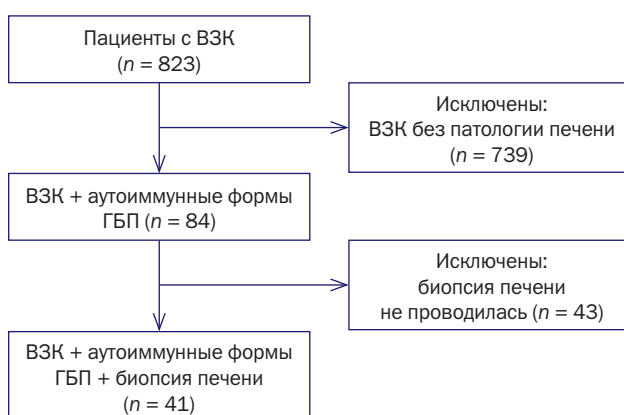 Пациенты с ВЗК
(n = 823)
Исключены:
ВЗК без патологии печени
(n = 739)
ВЗК + аутоиммунные формы
ГБП (n = 84)
Исключены:
биопсия печени
не проводилась (n = 43)
ВЗК + аутоиммунные формы
ГБП + биопсия печени
(n = 41)